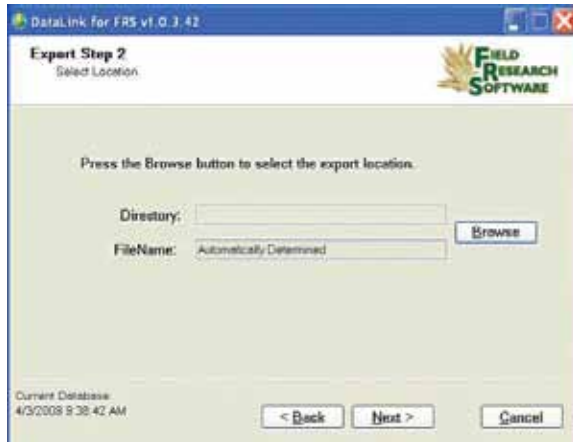 DataLink for FRS v1.0.3.42
Export Step 2
Select Location
FIELD
RESEARCH
SOFTWARE
Press the Browse button to select the export location.
Directory:
Browse
FileName:
Automatically Determined
Current Database
4/3/2009 9:38:42 AM
< Back
Next >
Cancel